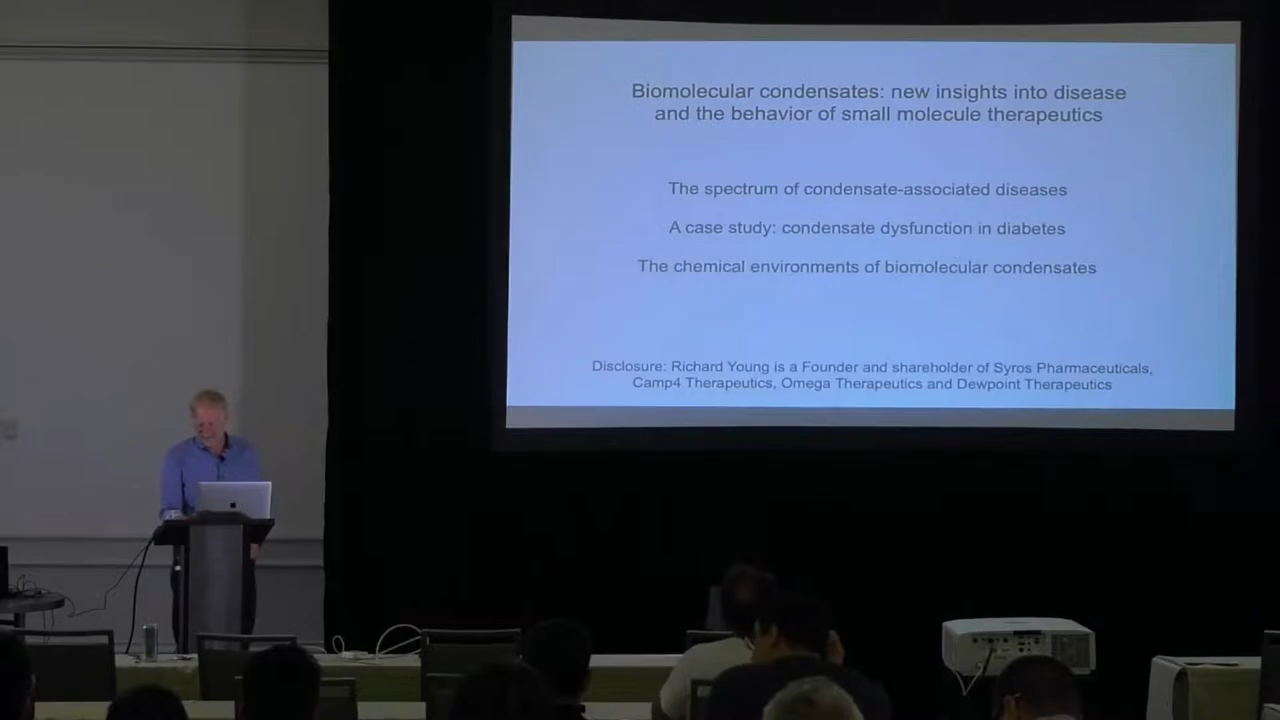 Biomolecular condensates: new insights into disease
and the behavior of small molecule therapeutics
The spectrum of condensate-associated diseases
A case study: condensate dysfunction in diabetes
The chemical environments of biomolecular condensates
Disclosure: Richard Young is a Founder and shareholder of Syros Pharmaceuticals,
Camp4 Therapeutics, Omega Therapeutics and Dewpoint Therapeutics